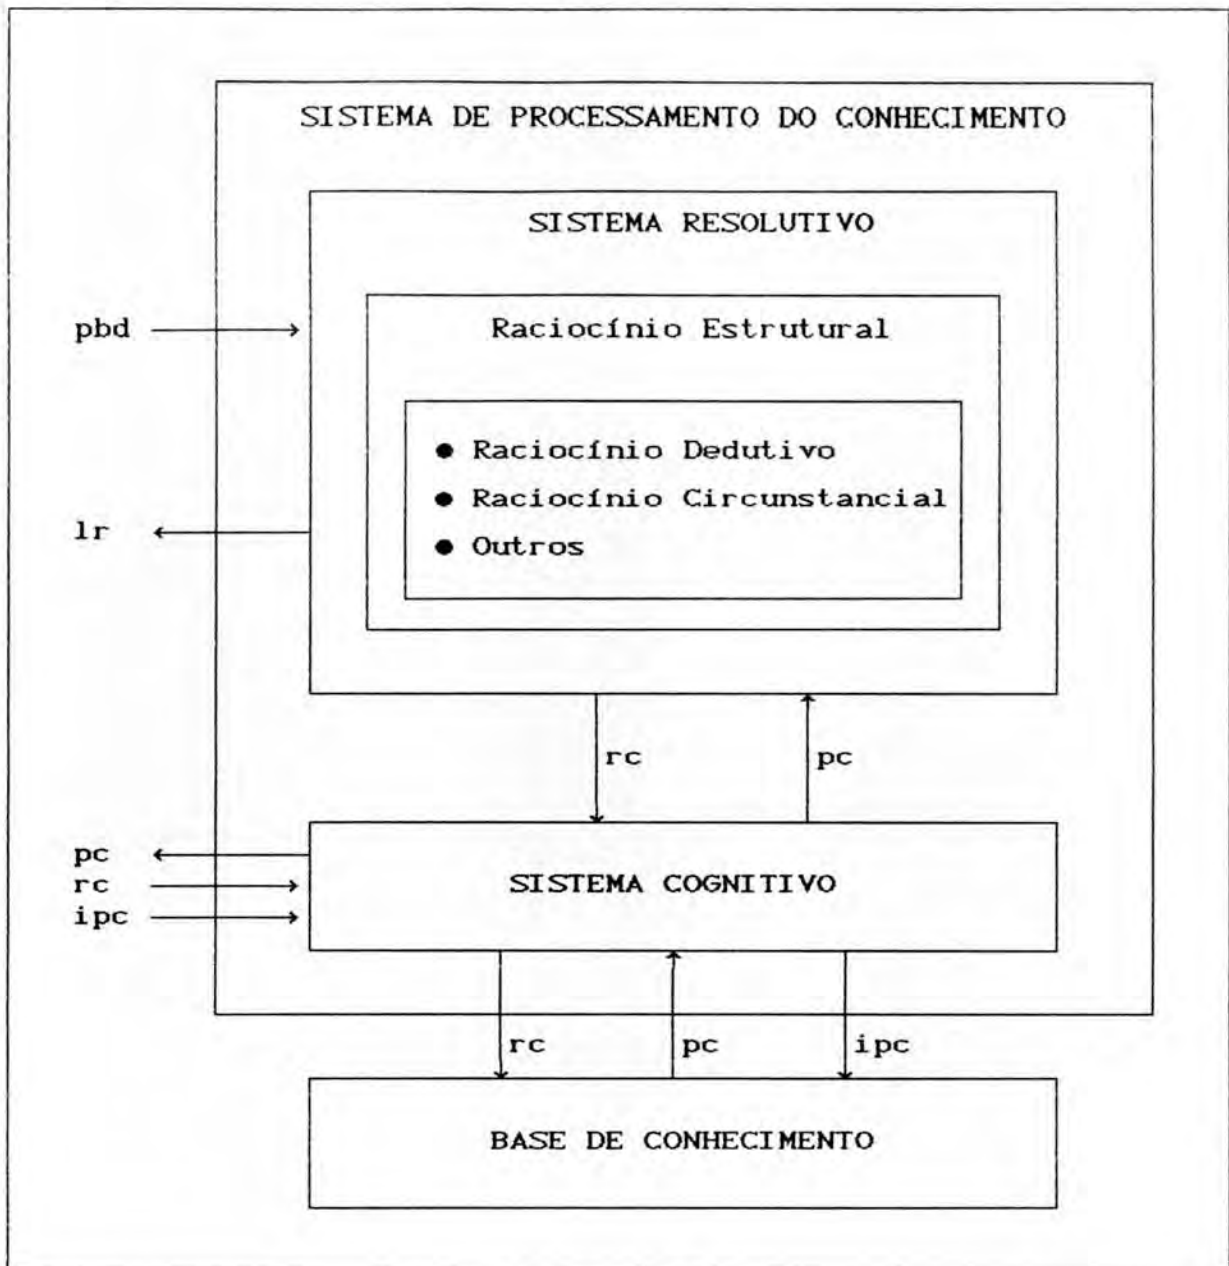 SISTEMA DE PROCESSAMENTO DO CONHECIMENTO
SISTEMA RESOLUTIVO
pbd
Raciocínio Estrutural
● Raciocínio Dedutivo
● Raciocínio Circunstancial
lr
● Outros
rc
pc
pc
rc
ipc
SISTEMA COGNITIVO
rc
pc
ipc
BASE DE CONHECIMENTO